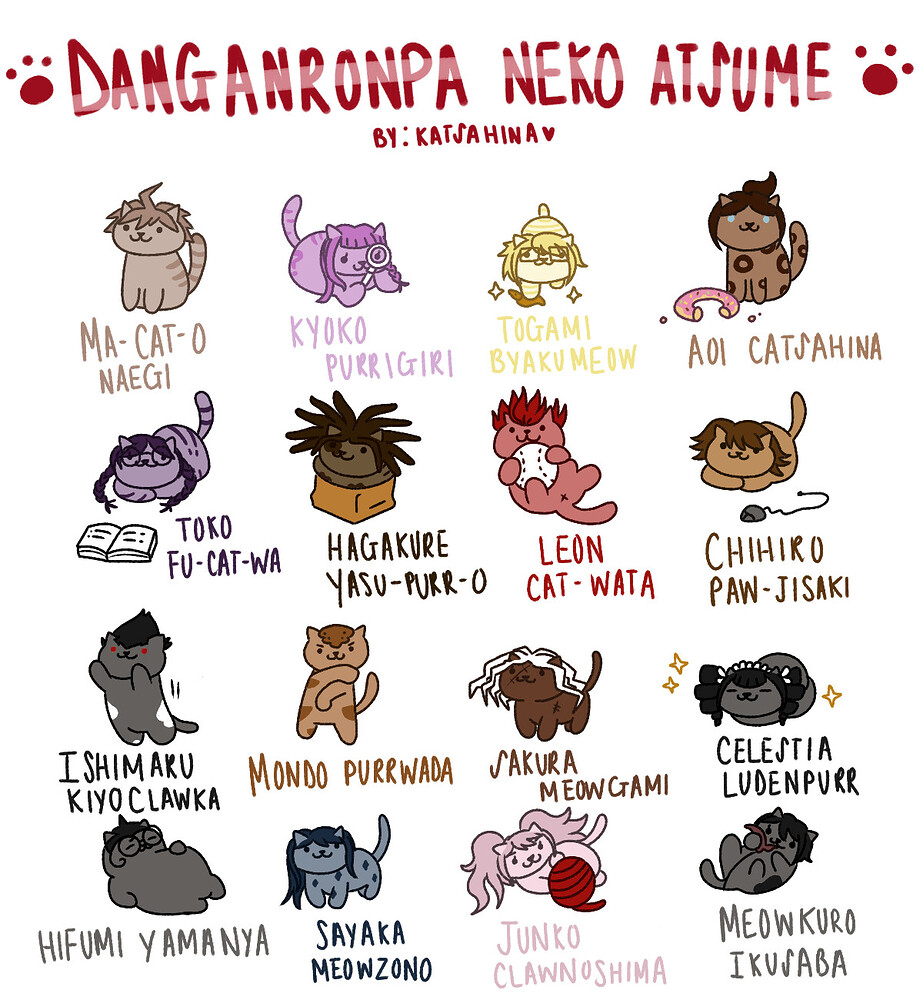 DANGANRONPA NEKO ATSUME
BY: KATSAHINA♥
MA-CAT-O
NAEGI
KYOKO
PURRIGIRI
TOGAMI
BYAKUMEOW
AOI CATSAHINA
TOKO
FU-CAT-WA
HAGAKURE
YASU-PURR-O
LEON
CAT-WATA
CHIHIRO
PAW-JISAKI
ISHIMARU
KIYOCLAWKA
MONDO PURRWADA
SAKURA
MEOWGAMI
CELESTIA
LUDENPURR
HIFUMI YAMANYA
SAYAKA
MEOWZONO
JUNKO
CLAWNOSHIMA
MEOWKURO
IKUSABA